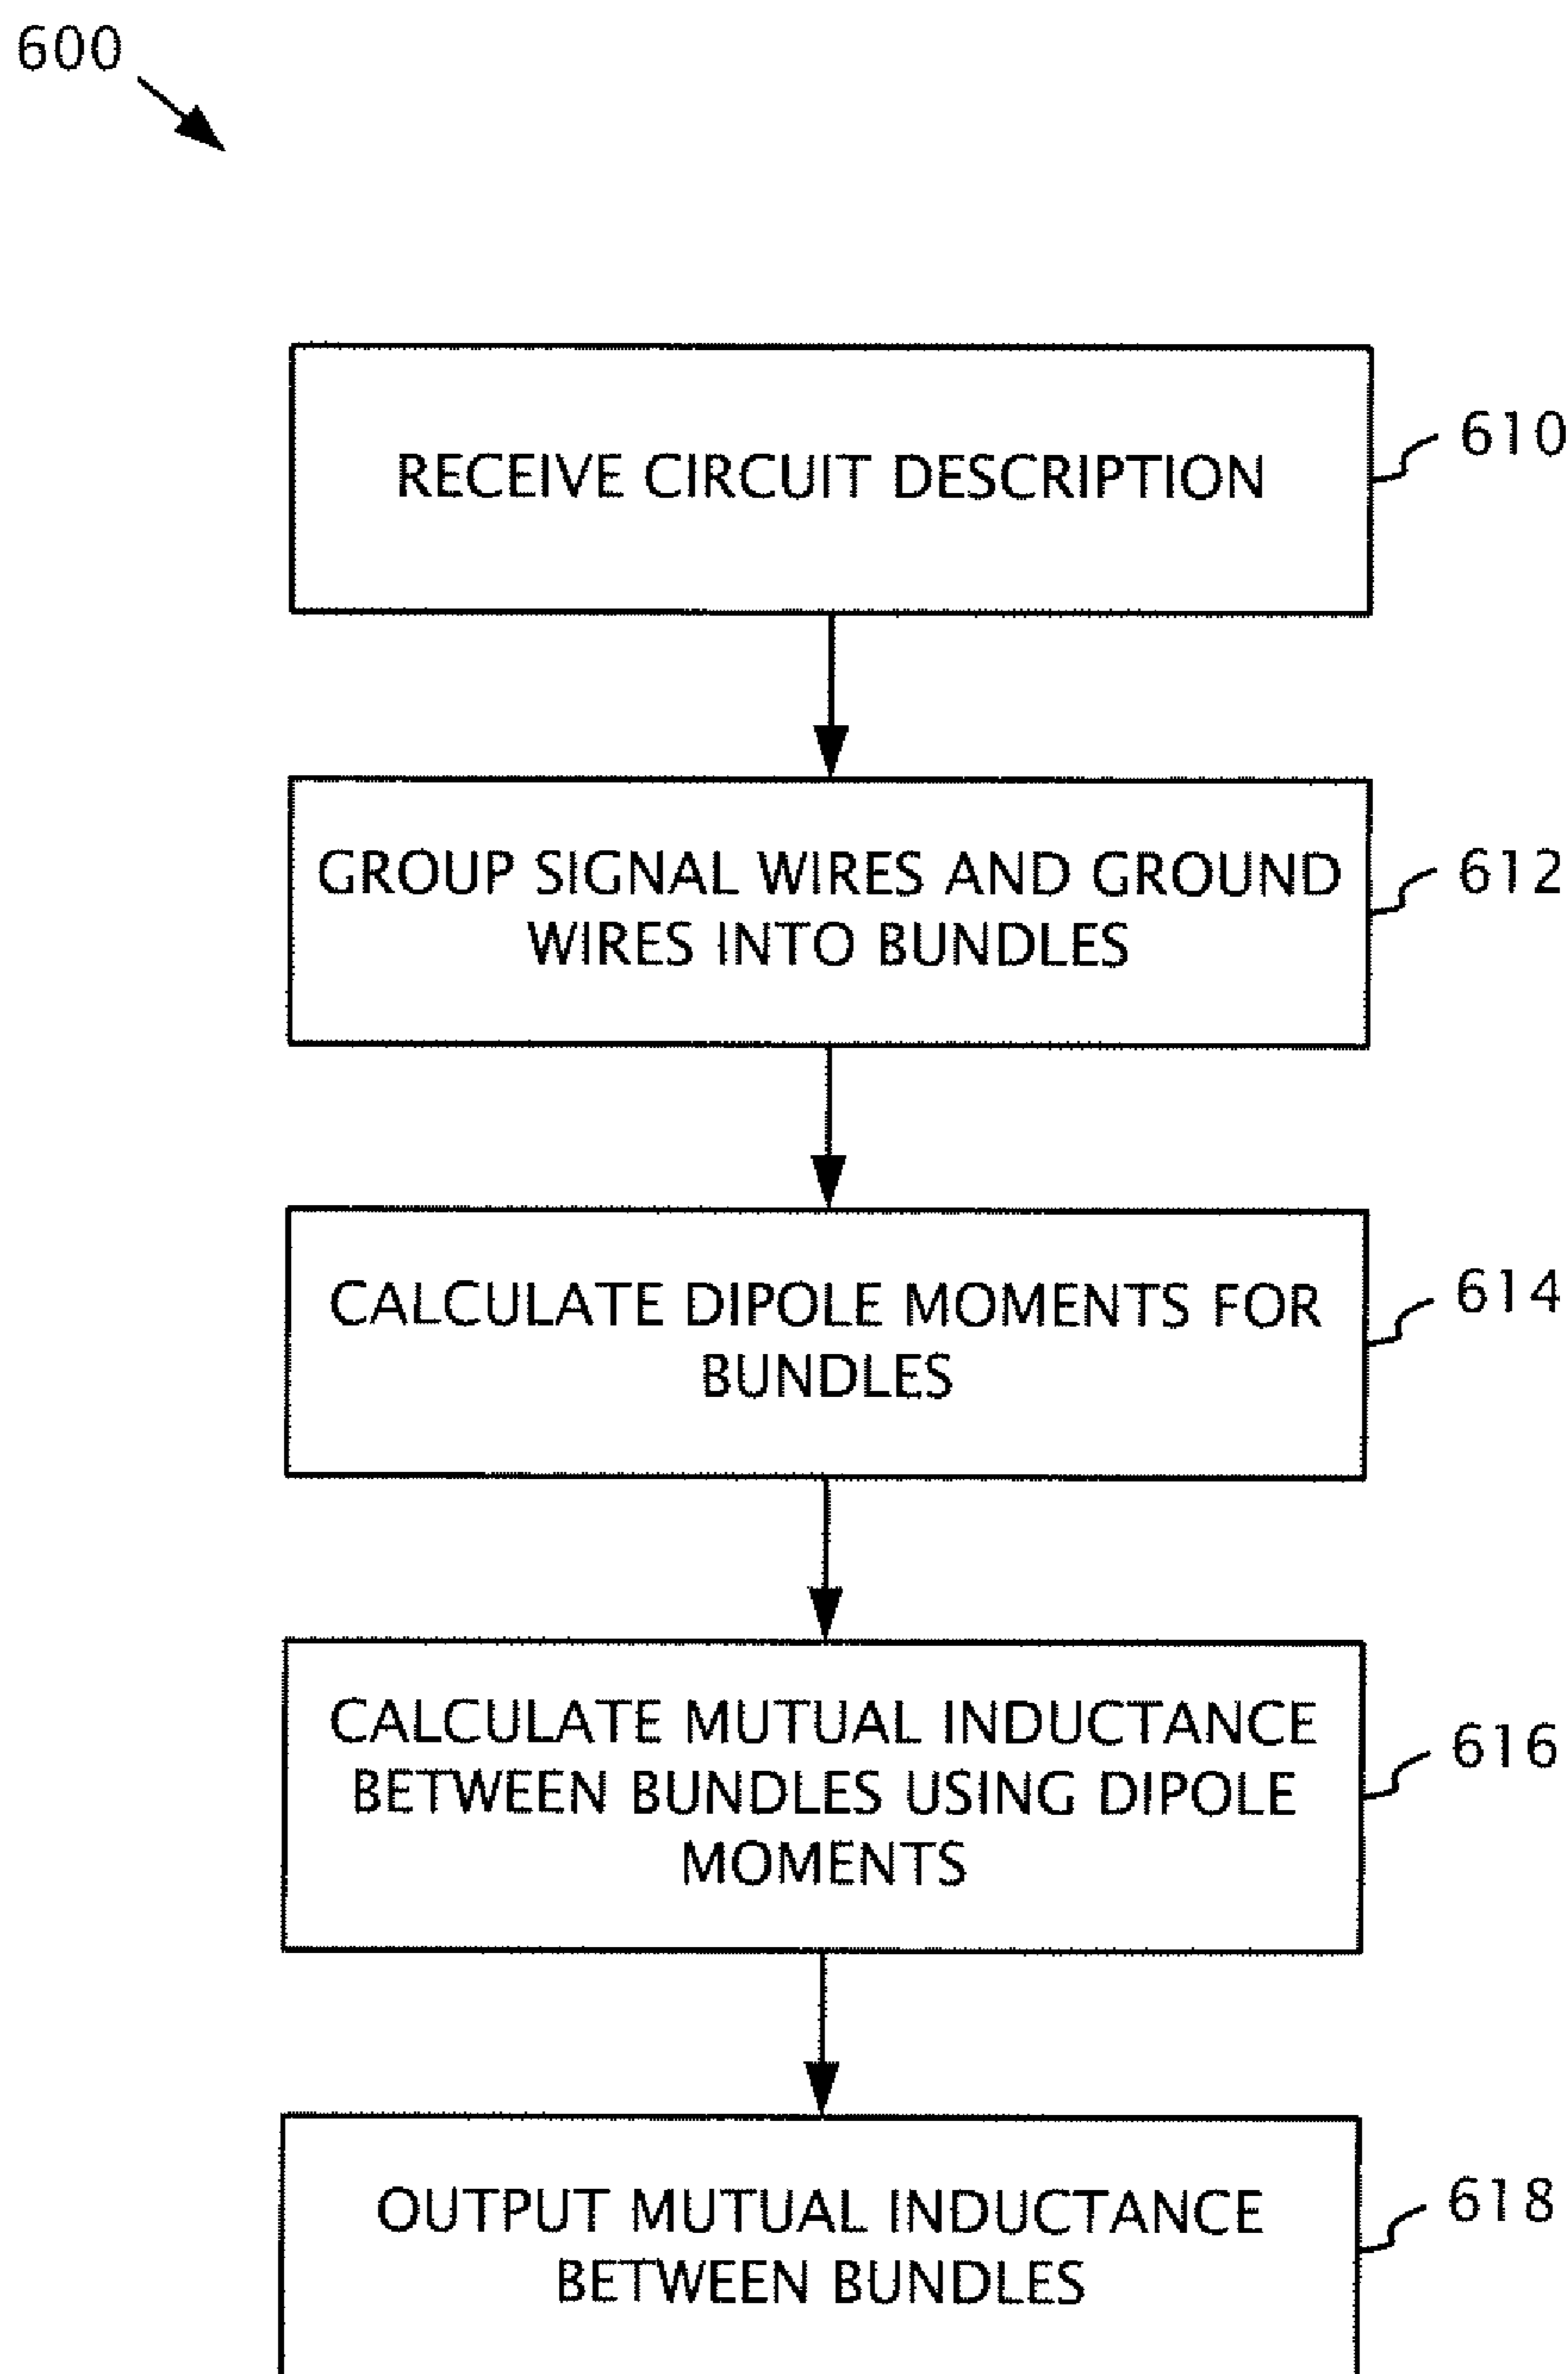 600
RECEIVE CIRCUIT DESCRIPTION
610
GROUP SIGNAL WIRES AND GROUND
WIRES INTO BUNDLES
612
CALCULATE DIPOLE MOMENTS FOR
BUNDLES
614
CALCULATE MUTUAL INDUCTANCE
BETWEEN BUNDLES USING DIPOLE
MOMENTS
616
OUTPUT MUTUAL INDUCTANCE
BETWEEN BUNDLES
618